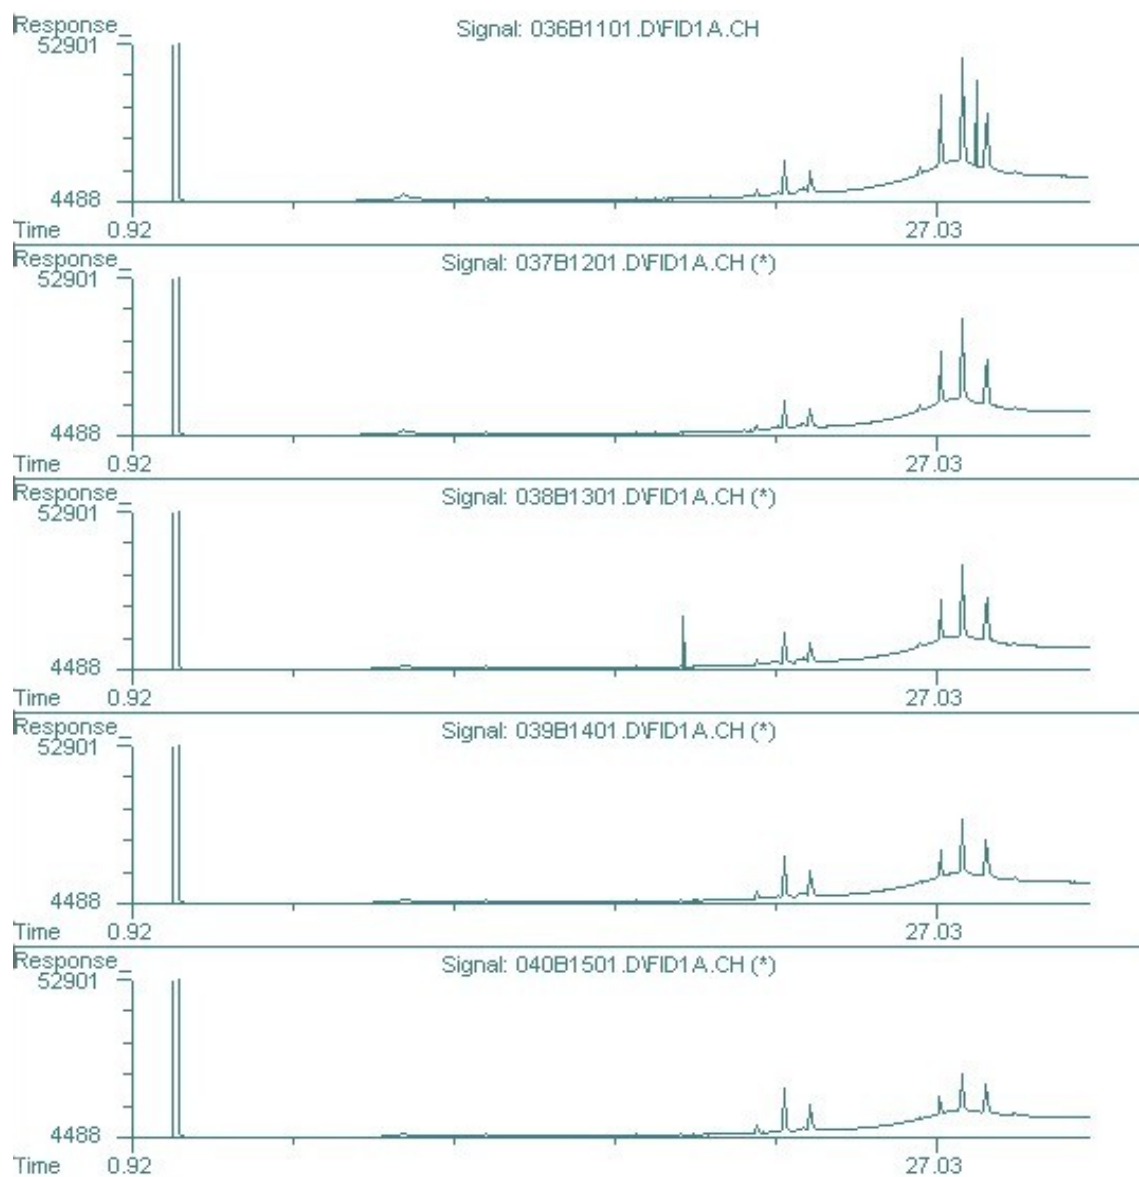 Response_
Signal: 036B1101.D\FID1A.CH
52901
4488
Time 0.92 27.03
Response_
Signal: 037B1201.D\FID1A.CH (*)
52901
4488
Time 0.92 27.03
Response_
Signal: 038B1301.D\FID1A.CH (*)
52901
4488
Time 0.92 27.03
Response_
Signal: 039B1401.D\FID1A.CH (*)
52901
4488
Time 0.92 27.03
Response_
Signal: 040B1501.D\FID1A.CH (*)
52901
4488
Time 0.92 27.03